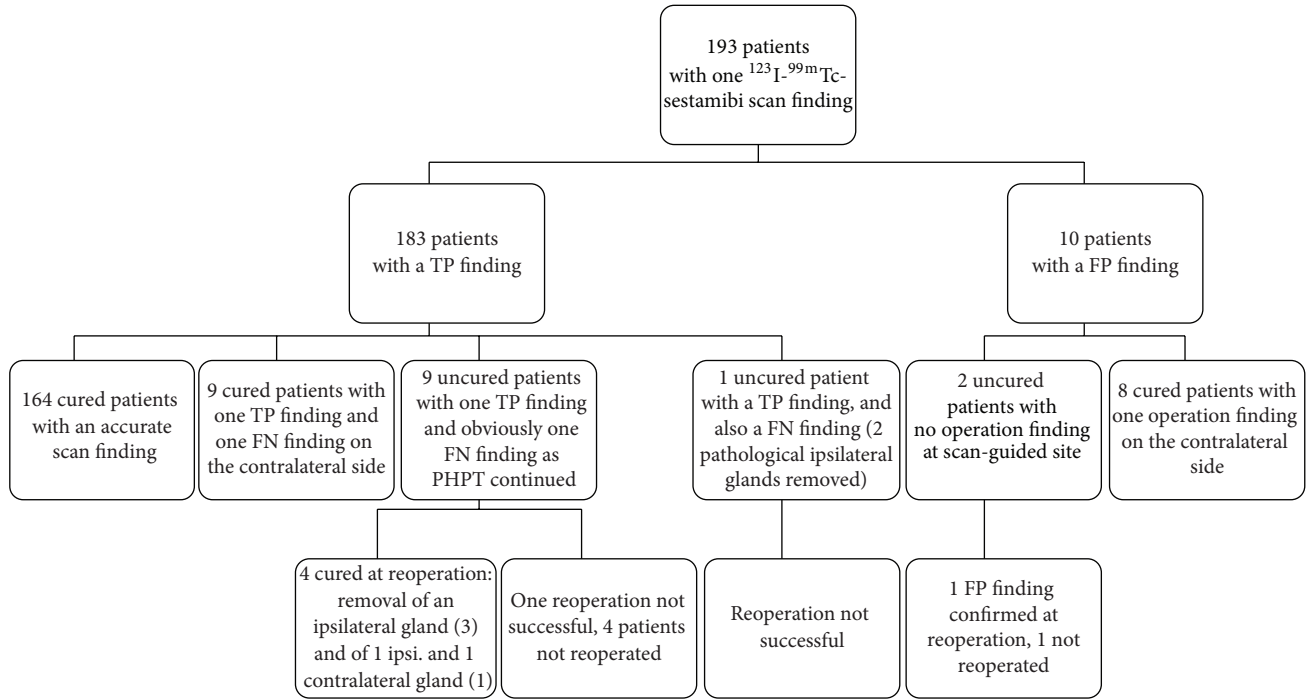 193 patients
with one ¹²³I-⁹⁹ᵐTc-
sestamibi scan finding
183 patients
with a TP finding
10 patients
with a FP finding
164 cured patients
with an accurate
scan finding
9 cured patients with
one TP finding and
one FN finding on
the contralateral side
9 uncured patients
with one TP finding
and obviously one
FN finding as
PHPT continued
1 uncured patient
with a TP finding, and
also a FN finding (2
pathological ipsilateral
glands removed)
2 uncured
patients with
no operation finding
at scan-guided site
8 cured patients with
one operation finding
on the contralateral
side
4 cured at reoperation:
removal of an
ipsilateral gland (3)
and of 1 ipsi. and 1
contralateral gland (1)
One reoperation not
successful, 4 patients
not reoperated
Reoperation not
successful
1 FP finding
confirmed at
reoperation, 1 not
reoperated